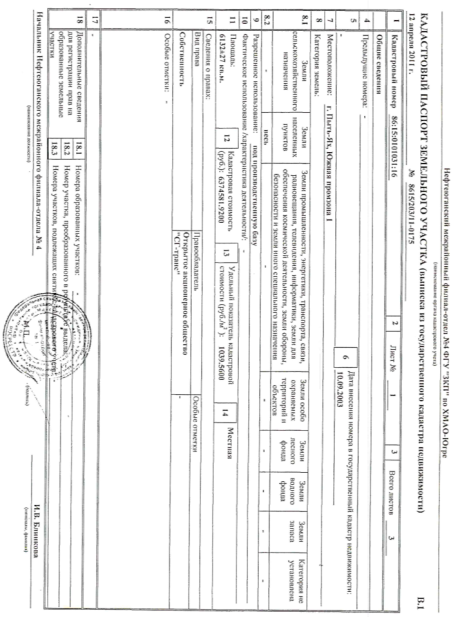 Нефтеюганский межрайонный филиал-отдел №4 ФГУ "ЗКП" по ХМАО-Югре
(наименование органа кадастрового учета)
КАДАСТРОВЫЙ ПАСПОРТ ЗЕМЕЛЬНОГО УЧАСТКА (выписка из государственного кадастра недвижимости) В.1
12 апреля 2011 г. № 8615/203/11-0175
1 Кадастровый номер 86:15:0101031:16 2 Лист № 1 3 Всего листов 3
Общие сведения
4 Предыдущие номера: -
5 -
6 Дата внесения номера в государственный кадастр недвижимости:
10.09.2003
7 Местоположение: г. Пыть-Ях, Южная промзона 1
8 Категория земель:
8.1 Земли сельскохозяйственного назначения
Земли населенных пунктов
Земли промышленности, энергетики, транспорта, связи, радиовещания, телевидения, информатики, земли для обеспечения космической деятельности, земли обороны, безопасности и земли иного специального назначения
Земли особо охраняемых территорий и объектов
Земли лесного фонда
Земли водного фонда
Земли запаса
Категория не установлена
8.2 - весь - - - - - -
9 Разрешенное использование: под производственную базу
10 Фактическое использование /характеристика деятельности/: -
11 Площадь:
6132±27 кв.м.
12 Кадастровая стоимость (руб.): 6374581.9200
13 Удельный показатель кадастровой стоимости (руб./м²): 1039.5600
14 Местная
15 Сведения о правах:
Вид права Правообладатель Особые отметки
Собственность Открытое акционерное общество "СГ-транс" -
16 Особые отметки: -
17 -
18 Дополнительные сведения для регистрации прав на образованные земельные участки
18.1 Номера образованных участков: -
18.2 Номер участка, преобразованного в результате выдела: -
18.3 Номера участков, подлежащих снятию с кадастрового учета: -
Начальник Нефтеюганского межрайонного филиала-отдела № 4 И.В. Блинкова
(наименование должности) М.П. (подпись) (инициалы, фамилия)